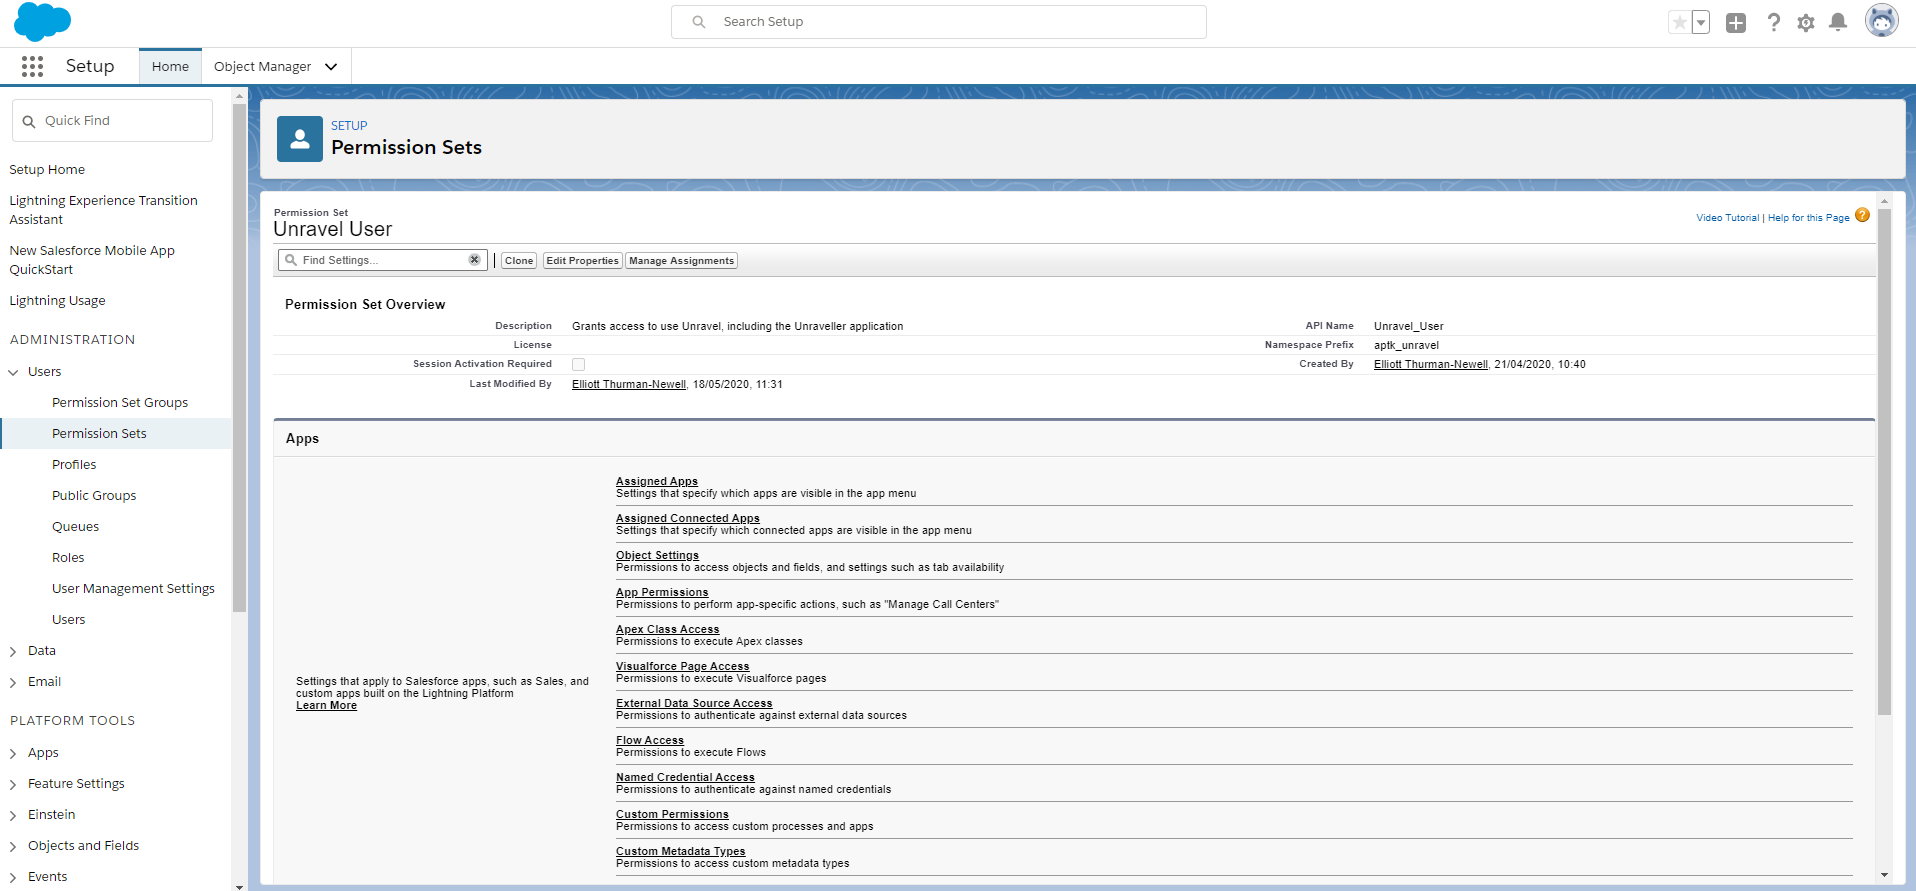 Search Setup
Setup
Home
Object Manager
Quick Find
Setup Home
Lightning Experience Transition
Assistant
New Salesforce Mobile App
QuickStart
Lightning Usage
ADMINISTRATION
Users
Permission Set Groups
Permission Sets
Profiles
Public Groups
Queues
Roles
User Management Settings
Users
Data
Email
PLATFORM TOOLS
Apps
Feature Settings
Einstein
Objects and Fields
Events
SETUP
Permission Sets
Permission Set
Unravel User
Video Tutorial | Help for this Page ?
Find Settings...
Clone
Edit Properties
Manage Assignments
Permission Set Overview
Description Grants access to use Unravel, including the Unraveller application
API Name Unravel_User
License
Namespace Prefix aptk_unravel
Session Activation Required
Created By Elliott Thurman-Newell, 21/04/2020, 10:40
Last Modified By Elliott Thurman-Newell, 18/05/2020, 11:31
Apps
Settings that apply to Salesforce apps, such as Sales, and
custom apps built on the Lightning Platform
Learn More
Assigned Apps
Settings that specify which apps are visible in the app menu
Assigned Connected Apps
Settings that specify which connected apps are visible in the app menu
Object Settings
Permissions to access objects and fields, and settings such as tab availability
App Permissions
Permissions to perform app-specific actions, such as "Manage Call Centers"
Apex Class Access
Permissions to execute Apex classes
Visualforce Page Access
Permissions to execute Visualforce pages
External Data Source Access
Permissions to authenticate against external data sources
Flow Access
Permissions to execute Flows
Named Credential Access
Permissions to authenticate against named credentials
Custom Permissions
Permissions to access custom processes and apps
Custom Metadata Types
Permissions to access custom metadata types